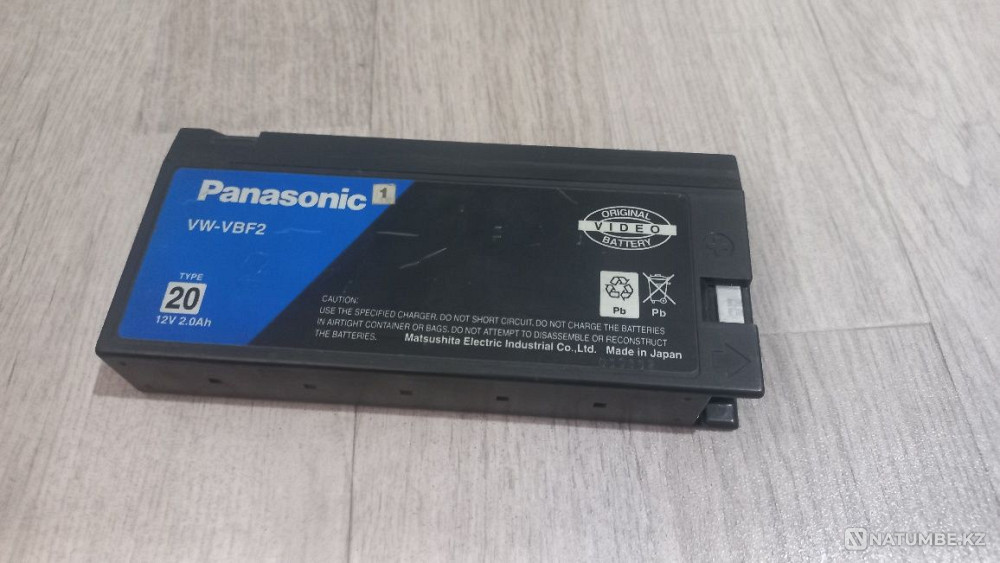 Panasonic 1
VW-VBF2
TYPE
20
12V 2.0Ah
ORIGINAL
VIDEO
BATTERY
Pb Pb
CAUTION:
USE THE SPECIFIED CHARGER. DO NOT SHORT CIRCUIT. DO NOT CHARGE THE BATTERIES
IN AIRTIGHT CONTAINER OR BAGS. DO NOT ATTEMPT TO DISASSEMBLE OR RECONSTRUCT
THE BATTERIES.
Matsushita Electric Industrial Co.,Ltd. Made in Japan
NATUMBE.KZ